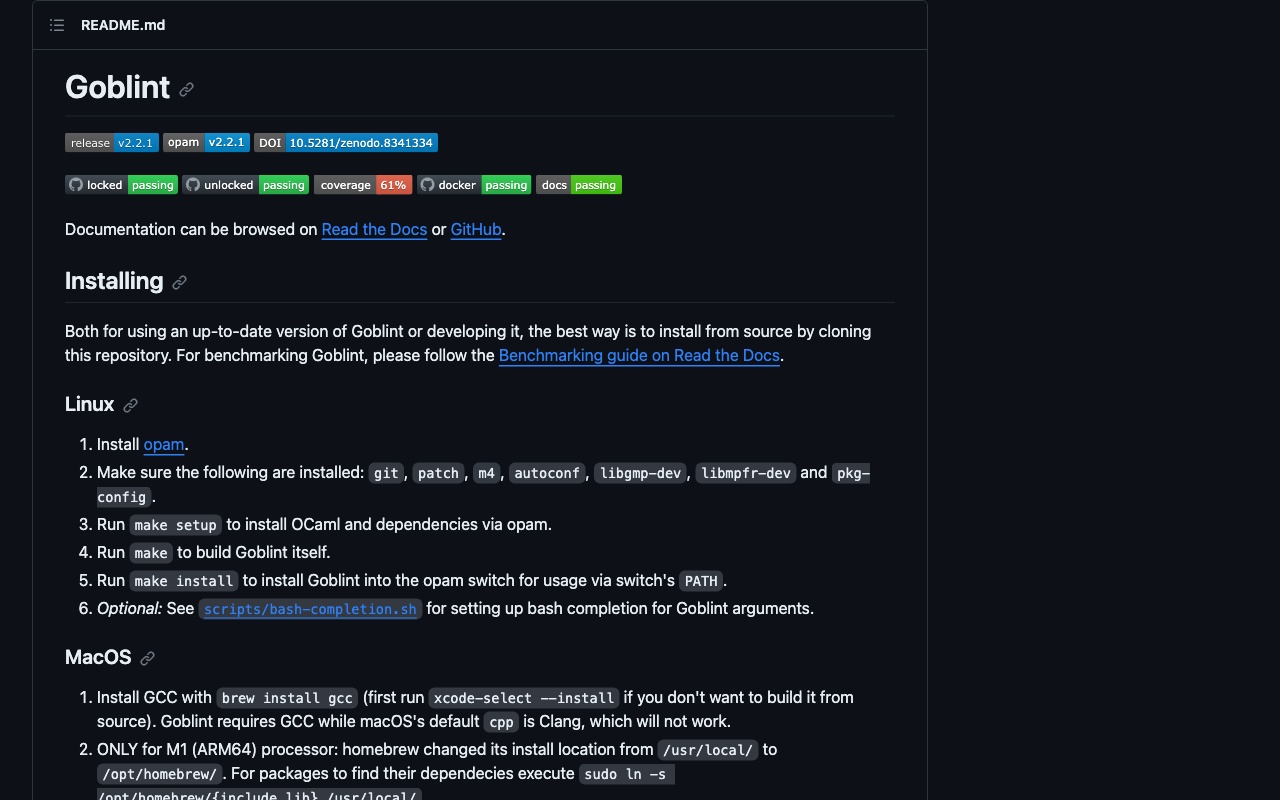 README.md
Goblint
release v2.2.1 opam v2.2.1 DOI 10.5281/zenodo.8341334
locked passing unlocked passing coverage 61% docker passing docs passing
Documentation can be browsed on Read the Docs or GitHub.
Installing
Both for using an up-to-date version of Goblint or developing it, the best way is to install from source by cloning
this repository. For benchmarking Goblint, please follow the Benchmarking guide on Read the Docs.
Linux
1. Install opam.
2. Make sure the following are installed: git, patch, m4, autoconf, libgmp-dev, libmpfr-dev and pkg-
config.
3. Run make setup to install OCaml and dependencies via opam.
4. Run make to build Goblint itself.
5. Run make install to install Goblint into the opam switch for usage via switch's PATH.
6. Optional: See scripts/bash-completion.sh for setting up bash completion for Goblint arguments.
MacOS
1. Install GCC with brew install gcc (first run xcode-select --install if you don't want to build it from
source). Goblint requires GCC while macOS's default cpp is Clang, which will not work.
2. ONLY for M1 (ARM64) processor: homebrew changed its install location from /usr/local/ to
/opt/homebrew/. For packages to find their dependecies execute sudo ln -s
/opt/homebrew/{include,lib} /usr/local/